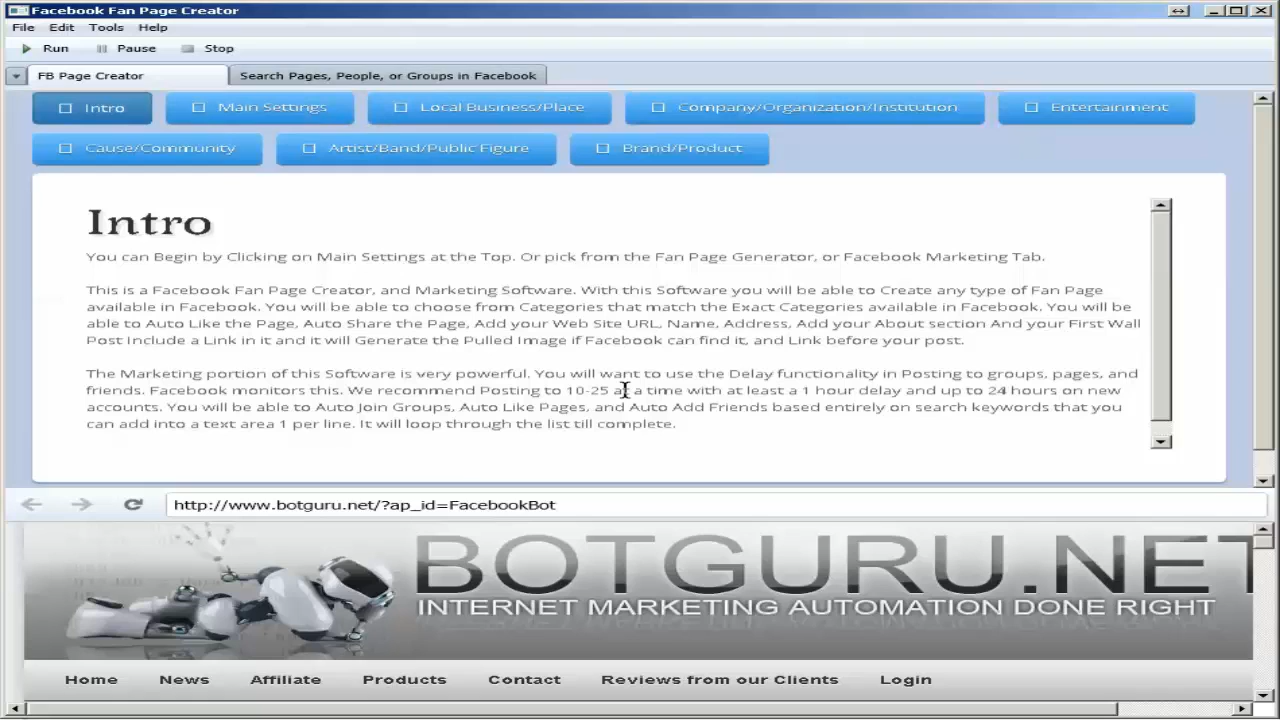 Facebook Fan Page Creator
File Edit Tools Help
Run Pause Stop
FB Page Creator Search Pages, People, or Groups in Facebook
Intro Main Settings Local Business/Place Company/Organization/Institution Entertainment
Cause/Community Artist/Band/Public Figure Brand/Product
Intro
You can Begin by Clicking on Main Settings at the Top. Or pick from the Fan Page Generator, or Facebook Marketing Tab.
This is a Facebook Fan Page Creator, and Marketing Software. With this Software you will be able to Create any type of Fan Page
available in Facebook. You will be able to choose from Categories that match the Exact Categories available in Facebook. You will be
able to Auto Like the Page, Auto Share the Page, Add your Web Site URL, Name, Address, Add your About section And your First Wall
Post Include a Link in it and it will Generate the Pulled Image if Facebook can find it, and Link before your post.
The Marketing portion of this Software is very powerful. You will want to use the Delay functionality in Posting to groups, pages, and
friends. Facebook monitors this. We recommend Posting to 10-25 at a time with at least a 1 hour delay and up to 24 hours on new
accounts. You will be able to Auto Join Groups, Auto Like Pages, and Auto Add Friends based entirely on search keywords that you
can add into a text area 1 per line. It will loop through the list till complete.
http://www.botguru.net/?ap_id=FacebookBot
BOTGURU.NET
INTERNET MARKETING AUTOMATION DONE RIGHT
Home News Affiliate Products Contact Reviews from our Clients Login